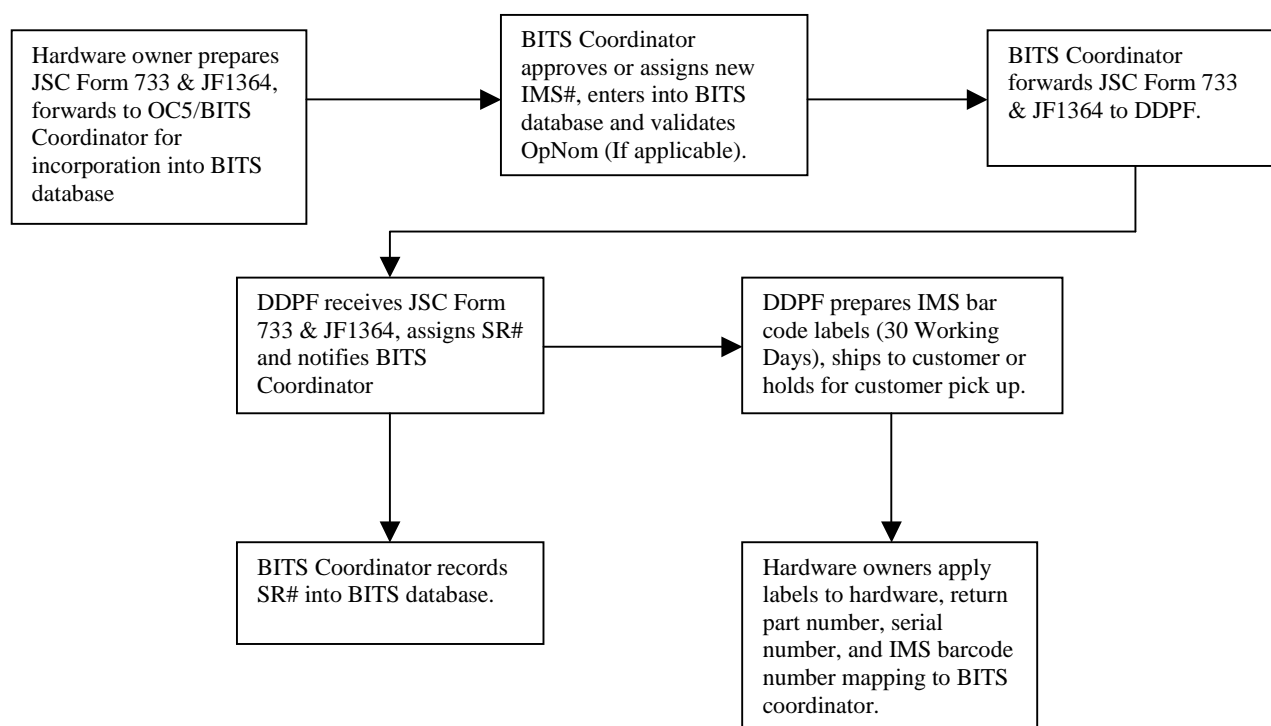 Hardware owner prepares
JSC Form 733 & JF1364,
forwards to OC5/BITS
Coordinator for
incorporation into BITS
database
BITS Coordinator
approves or assigns new
IMS#, enters into BITS
database and validates
OpNom (If applicable).
BITS Coordinator
forwards JSC Form 733
& JF1364 to DDPF.
DDPF receives JSC Form
733 & JF1364, assigns SR#
and notifies BITS
Coordinator
DDPF prepares IMS bar
code labels (30 Working
Days), ships to customer or
holds for customer pick up.
BITS Coordinator records
SR# into BITS database.
Hardware owners apply
labels to hardware, return
part number, serial
number, and IMS barcode
number mapping to BITS
coordinator.